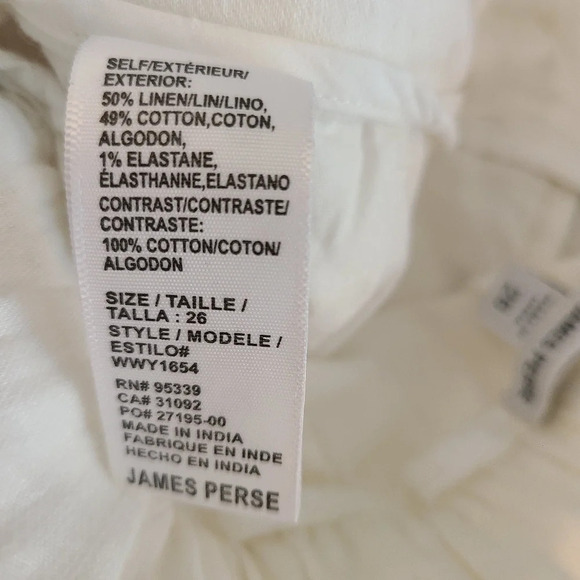 SELF/EXTÉRIEUR/
EXTERIOR:
50% LINEN/LIN/LINO,
49% COTTON,COTON,
ALGODON,
1% ELASTANE,
ÉLASTHANNE,ELASTANO
CONTRAST/CONTRASTE/
CONTRASTE:
100% COTTON/COTON/
ALGODON
SIZE / TAILLE /
TALLA : 26
STYLE / MODELE /
ESTILO#
WWY1654
RN# 95339
CA# 31092
PO# 27195-00
MADE IN INDIA
FABRIQUE EN INDE
HECHO EN INDIA
JAMES PERSE